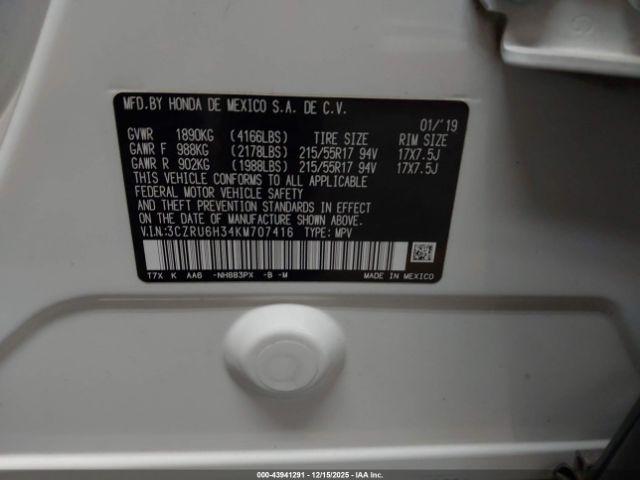 MFD.BY HONDA DE MEXICO S.A. DE C.V.
01/'19
GVWR 1890KG (4166LBS) TIRE SIZE RIM SIZE
GAWR F 988KG (2178LBS) 215/55R17 94V 17X7.5J
GAWR R 902KG (1988LBS) 215/55R17 94V 17X7.5J
THIS VEHICLE CONFORMS TO ALL APPLICABLE
FEDERAL MOTOR VEHICLE SAFETY
AND THEFT PREVENTION STANDARDS IN EFFECT
ON THE DATE OF MANUFACTURE SHOWN ABOVE.
V.I.N.:3CZRU6H34KM707416 TYPE: MPV
T7X K AA6 -NH883PX -B -M MADE IN MEXICO
000-43941291 - 12/15/2025 - IAA Inc.